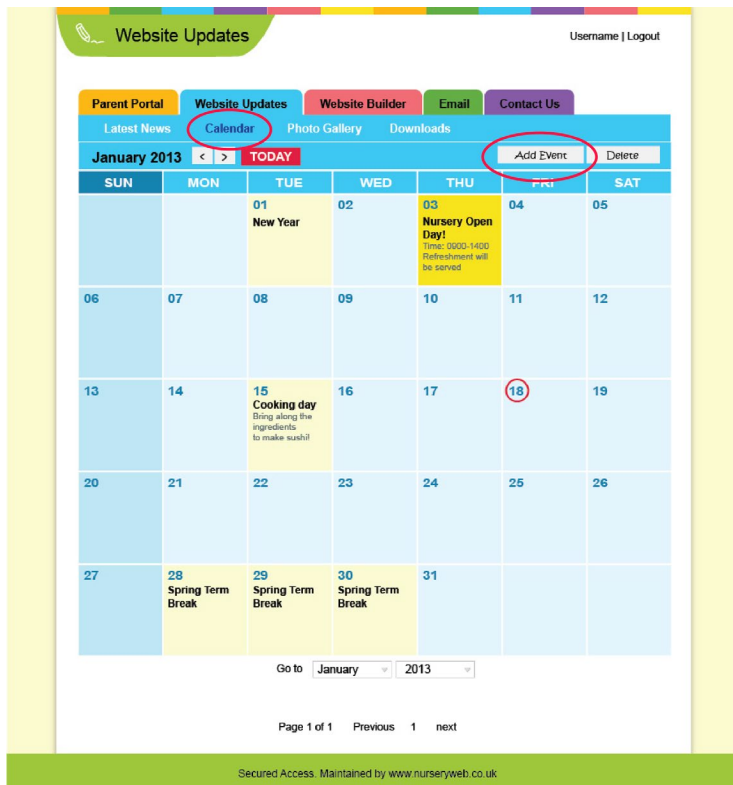 Website Updates
Username | Logout
Parent Portal Website Updates Website Builder Email Contact Us
Latest News Calendar Photo Gallery Downloads
January 2013 < > TODAY Add Event Delete
SUN MON TUE WED THU FRI SAT
01 02 03 04 05
New Year
Nursery Open
Day!
Time: 0900-1400
Refreshment will
be served
06 07 08 09 10 11 12
13 14 15 16 17 18 19
Cooking day
Bring along the
ingredients
to make sushi!
20 21 22 23 24 25 26
27 28 29 30 31
Spring Term Spring Term Spring Term
Break Break Break
Go to January 2013
Page 1 of 1 Previous 1 next
Secured Access. Maintained by www.nurseryweb.co.uk